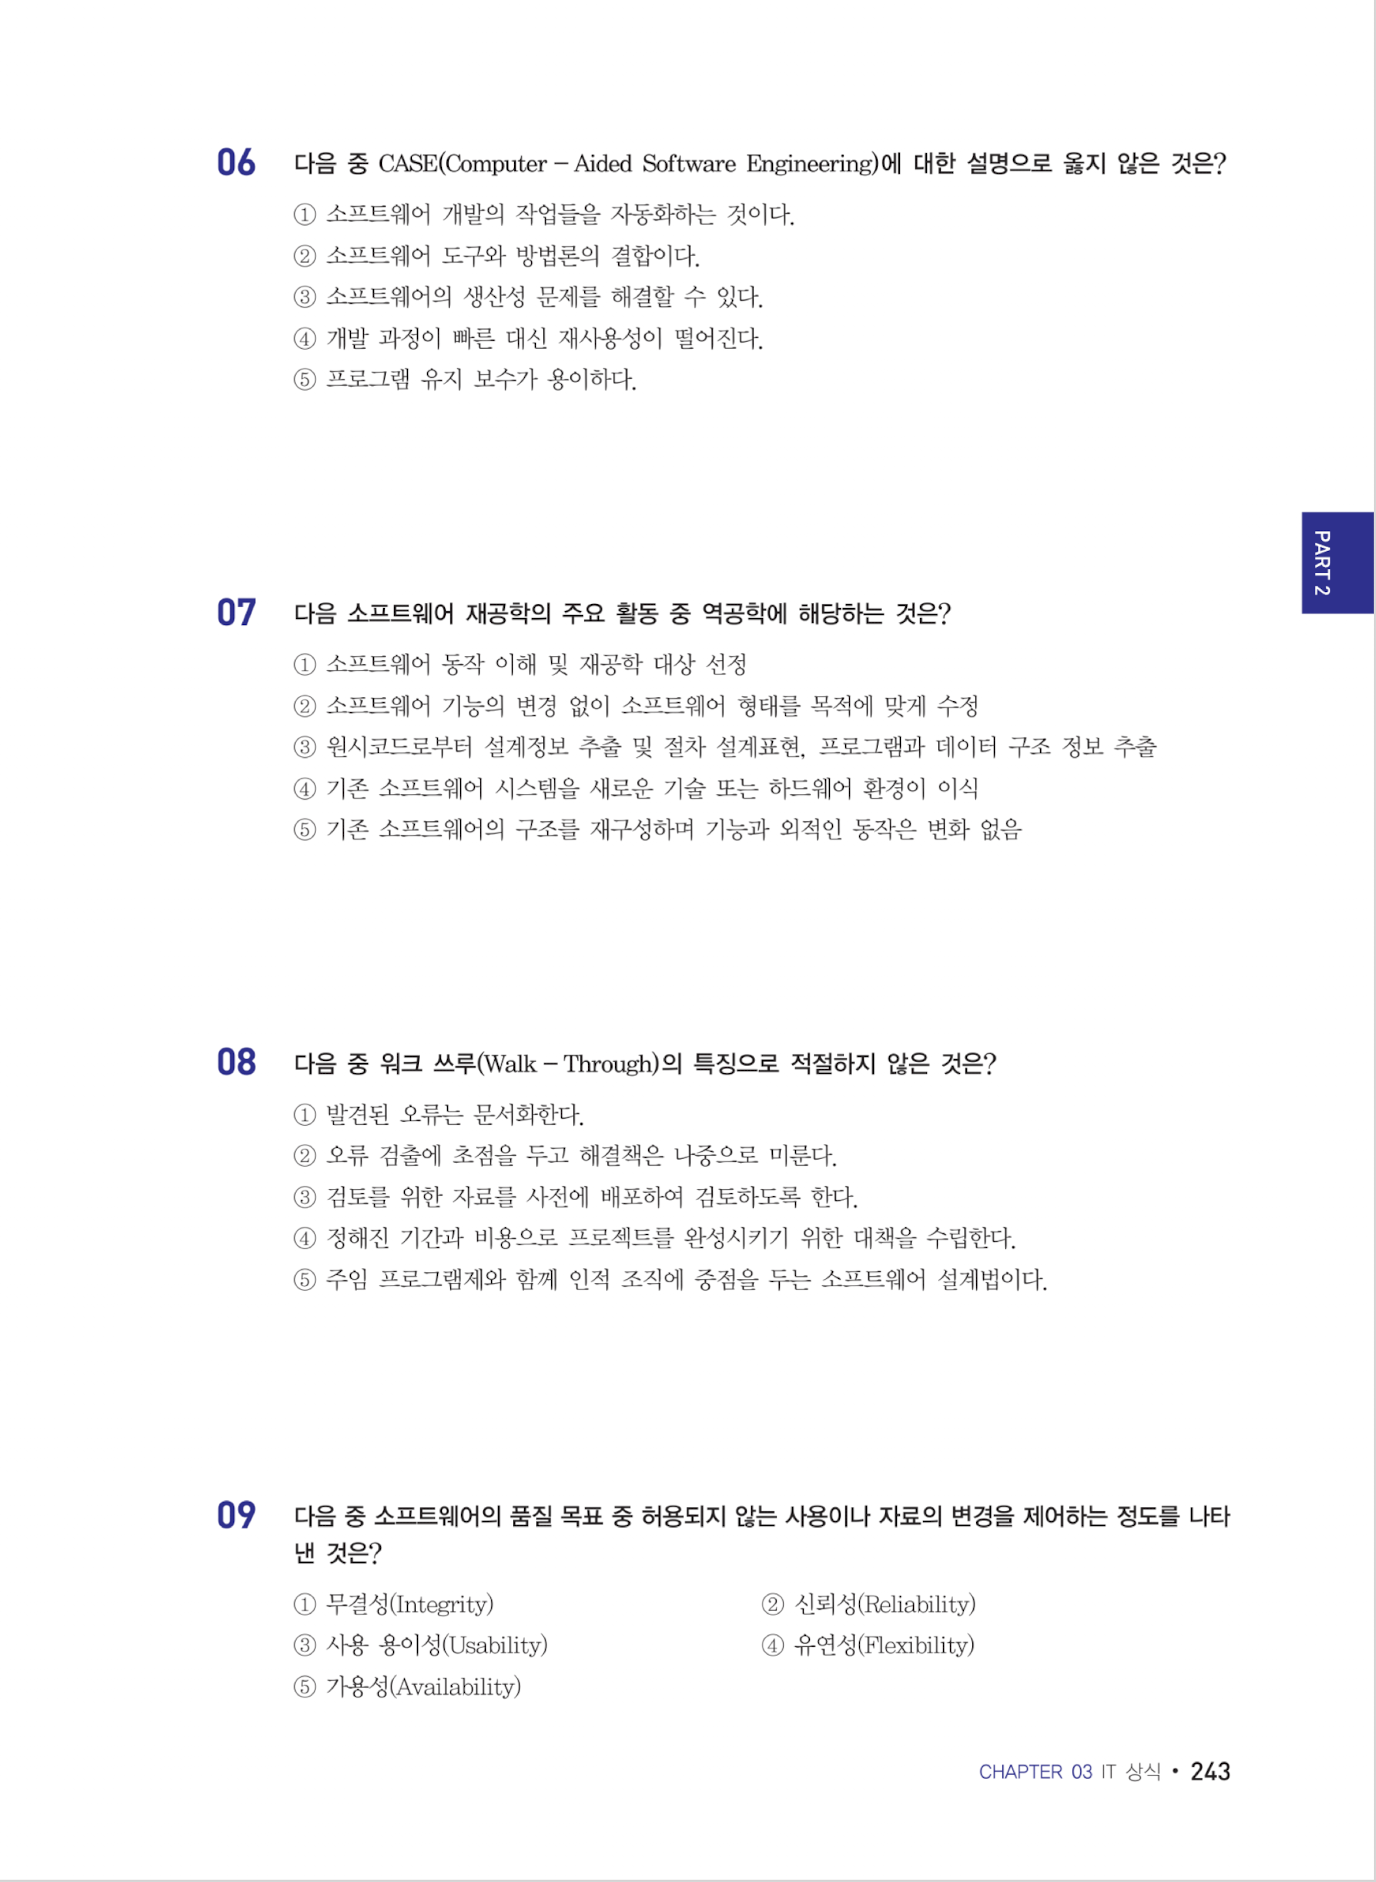 06 다음 중 CASE(Computer – Aided Software Engineering)에 대한 설명으로 옳지 않은 것은?
① 소프트웨어 개발의 작업들을 자동화하는 것이다.
② 소프트웨어 도구와 방법론의 결합이다.
③ 소프트웨어의 생산성 문제를 해결할 수 있다.
④ 개발 과정이 빠른 대신 재사용성이 떨어진다.
⑤ 프로그램 유지 보수가 용이하다.
PART 2
07 다음 소프트웨어 재공학의 주요 활동 중 역공학에 해당하는 것은?
① 소프트웨어 동작 이해 및 재공학 대상 선정
② 소프트웨어 기능의 변경 없이 소프트웨어 형태를 목적에 맞게 수정
③ 원시코드로부터 설계정보 추출 및 절차 설계표현, 프로그램과 데이터 구조 정보 추출
④ 기존 소프트웨어 시스템을 새로운 기술 또는 하드웨어 환경이 이식
⑤ 기존 소프트웨어의 구조를 재구성하며 기능과 외적인 동작은 변화 없음
08 다음 중 워크 쓰루(Walk – Through)의 특징으로 적절하지 않은 것은?
① 발견된 오류는 문서화한다.
② 오류 검출에 초점을 두고 해결책은 나중으로 미룬다.
③ 검토를 위한 자료를 사전에 배포하여 검토하도록 한다.
④ 정해진 기간과 비용으로 프로젝트를 완성시키기 위한 대책을 수립한다.
⑤ 주임 프로그램제와 함께 인적 조직에 중점을 두는 소프트웨어 설계법이다.
09 다음 중 소프트웨어의 품질 목표 중 허용되지 않는 사용이나 자료의 변경을 제어하는 정도를 나타
낸 것은?
① 무결성(Integrity) ② 신뢰성(Reliability)
③ 사용 용이성(Usability) ④ 유연성(Flexibility)
⑤ 가용성(Availability)
CHAPTER 03 IT 상식 • 243